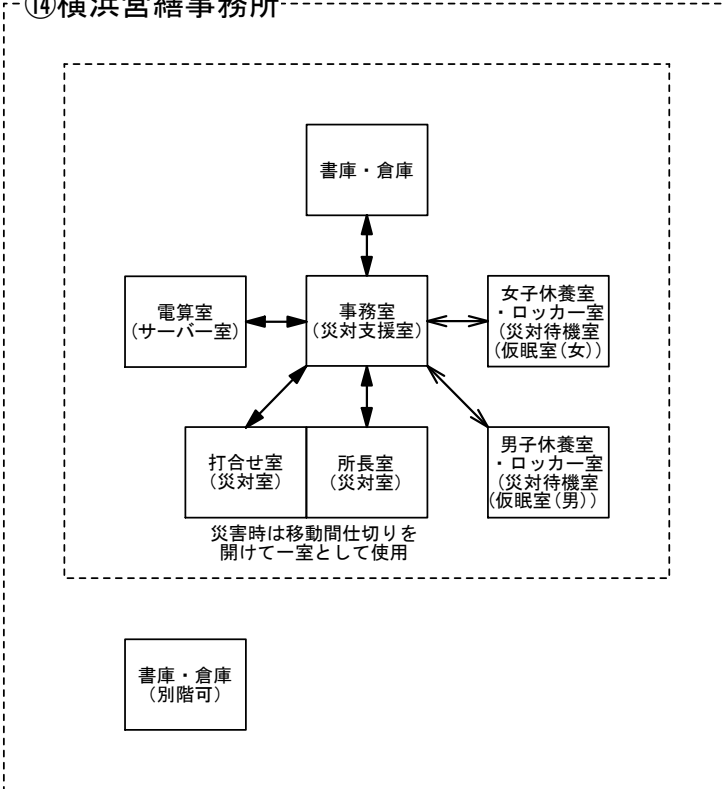 ⑭横浜営繕事務所
書庫・倉庫
電算室
(サーバー室)
事務室
(災対支援室)
女子休養室
・ロッカー室
(災対待機室
(仮眠室(女))
打合せ室
(災対室)
所長室
(災対室)
男子休養室
・ロッカー室
(災対待機室
(仮眠室(男))
災害時は移動間仕切りを
開けて一室として使用
書庫・倉庫
(別階可)